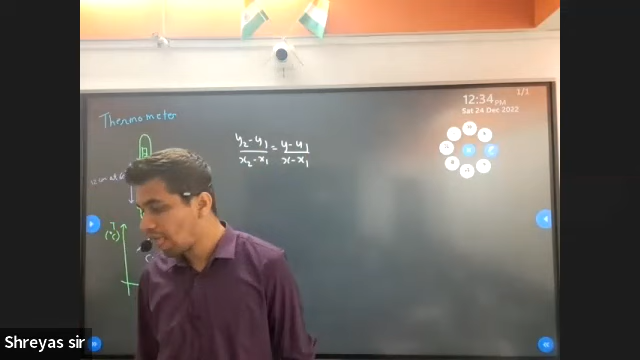 Thermometer
12:34 PM
Sat 24 Dec 2022
1/1
y₂-y₁/x₂-x₁ = y-y₁/x-x₁
T
(°c)
Shreyas sir